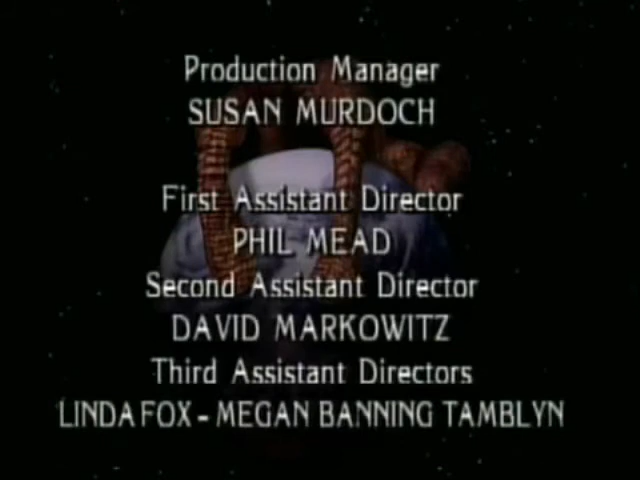 Production Manager
SUSAN MURDOCH
First Assistant Director
PHIL MEAD
Second Assistant Director
DAVID MARKOWITZ
Third Assistant Directors
LINDA FOX - MEGAN BANNING TAMBLYN